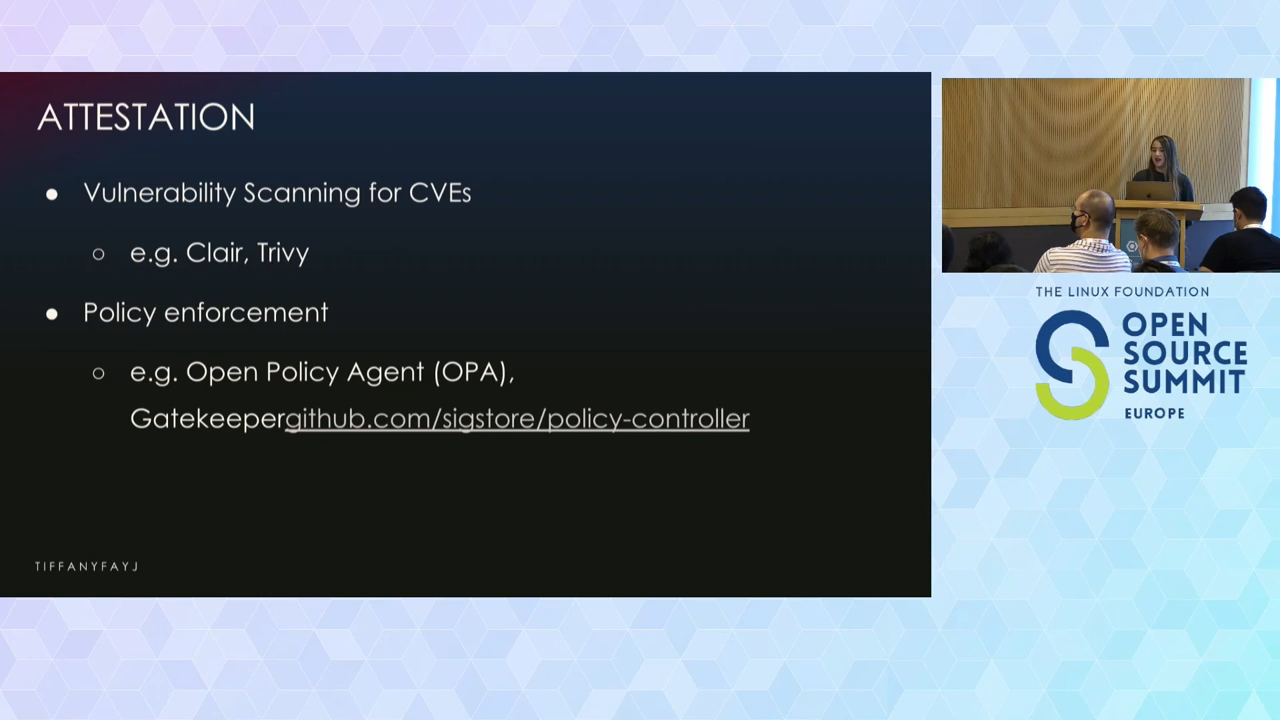 ATTESTATION
● Vulnerability Scanning for CVEs
○ e.g. Clair, Trivy
● Policy enforcement
○ e.g. Open Policy Agent (OPA),
Gatekeepergithub.com/sigstore/policy-controller
TIFFANYFAYJ
THE LINUX FOUNDATION
OPEN
SOURCE
SUMMIT
EUROPE